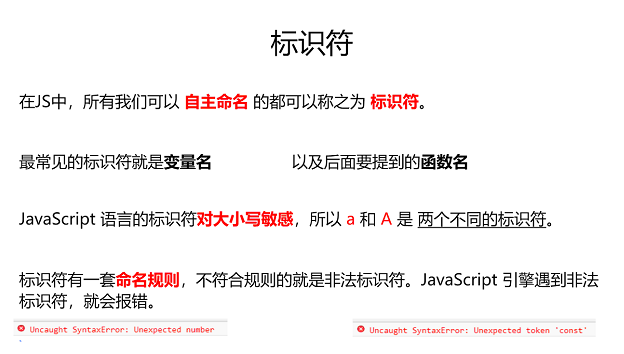 标识符
在JS中，所有我们可以 自主命名 的都可以称之为 标识符。
最常见的标识符就是变量名 以及后面要提到的函数名
JavaScript 语言的标识符对大小写敏感，所以 a 和 A 是 两个不同的标识符。
标识符有一套命名规则，不符合规则的就是非法标识符。JavaScript 引擎遇到非法
标识符，就会报错。
Uncaught SyntaxError: Unexpected number
Uncaught SyntaxError: Unexpected token 'const'